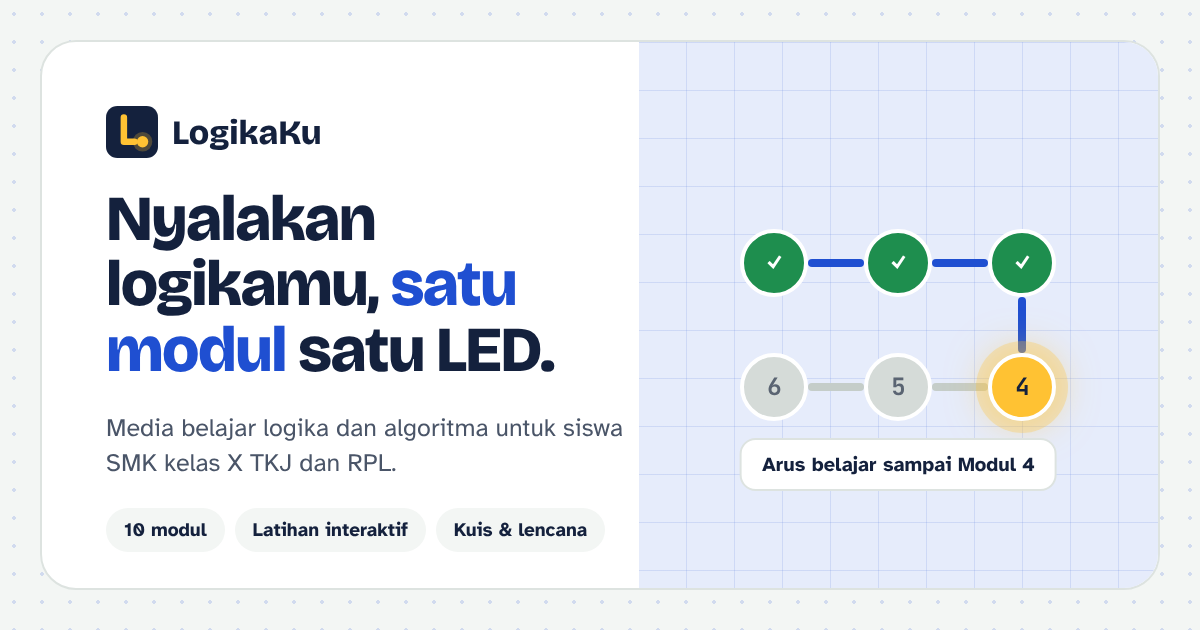 LogikaKu
Nyalakan
logikamu, satu
modul satu LED.
Media belajar logika dan algoritma untuk siswa
SMK kelas X TKJ dan RPL.
10 modul
Latihan interaktif
Kuis & lencana
6
5
4
Arus belajar sampai Modul 4